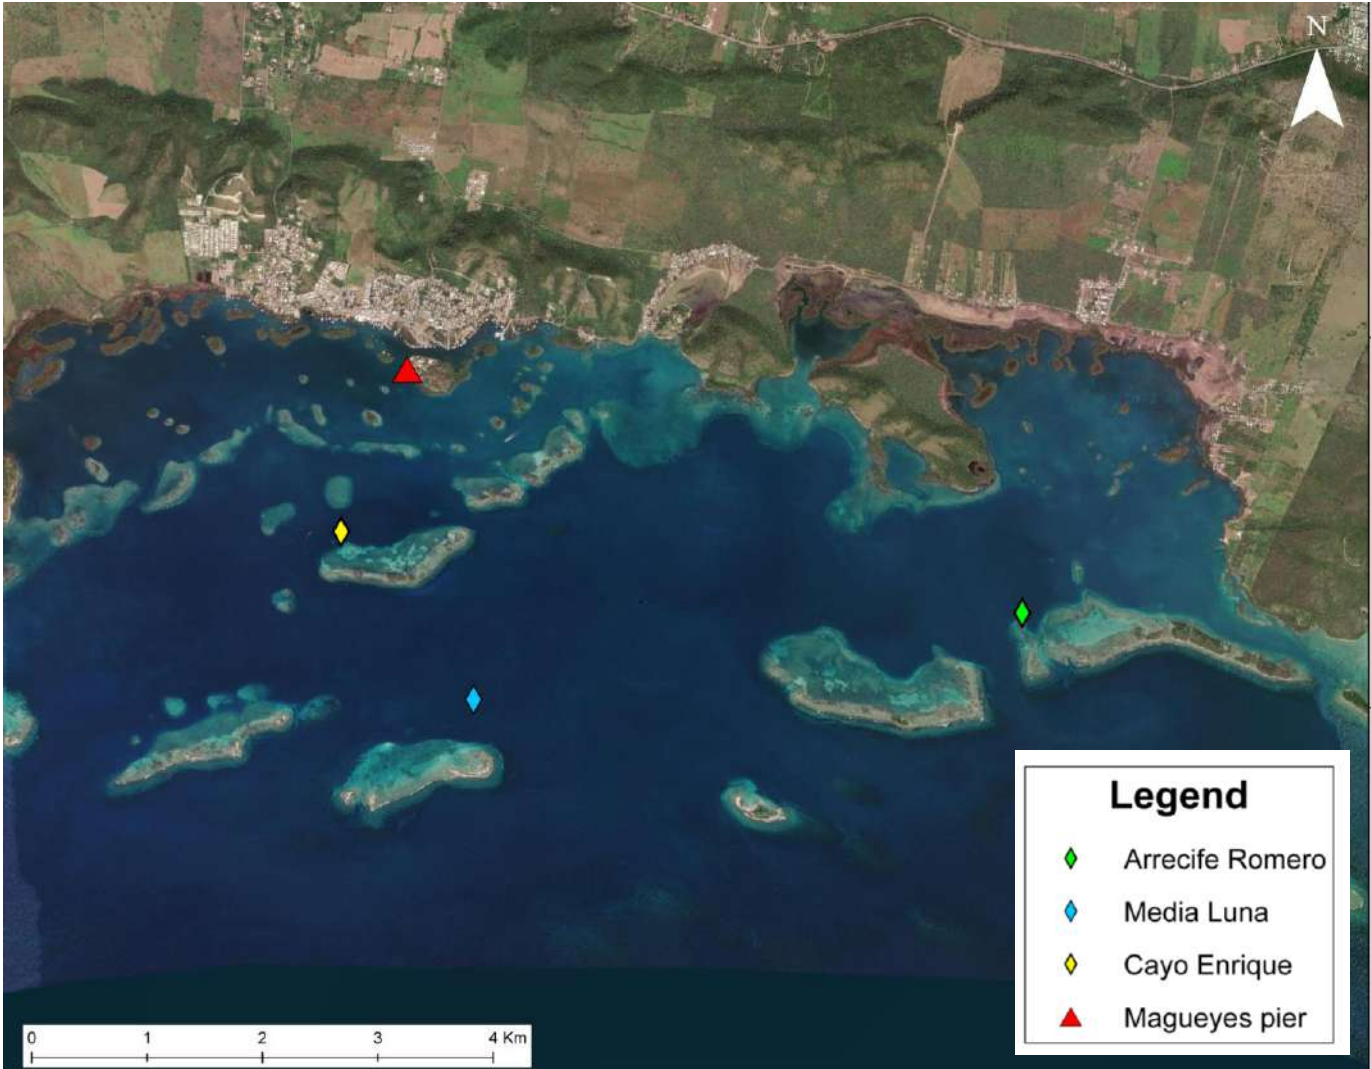 N
Legend
Arrecife Romero
Media Luna
Cayo Enrique
Magueyes pier
0 1 2 3 4 Km